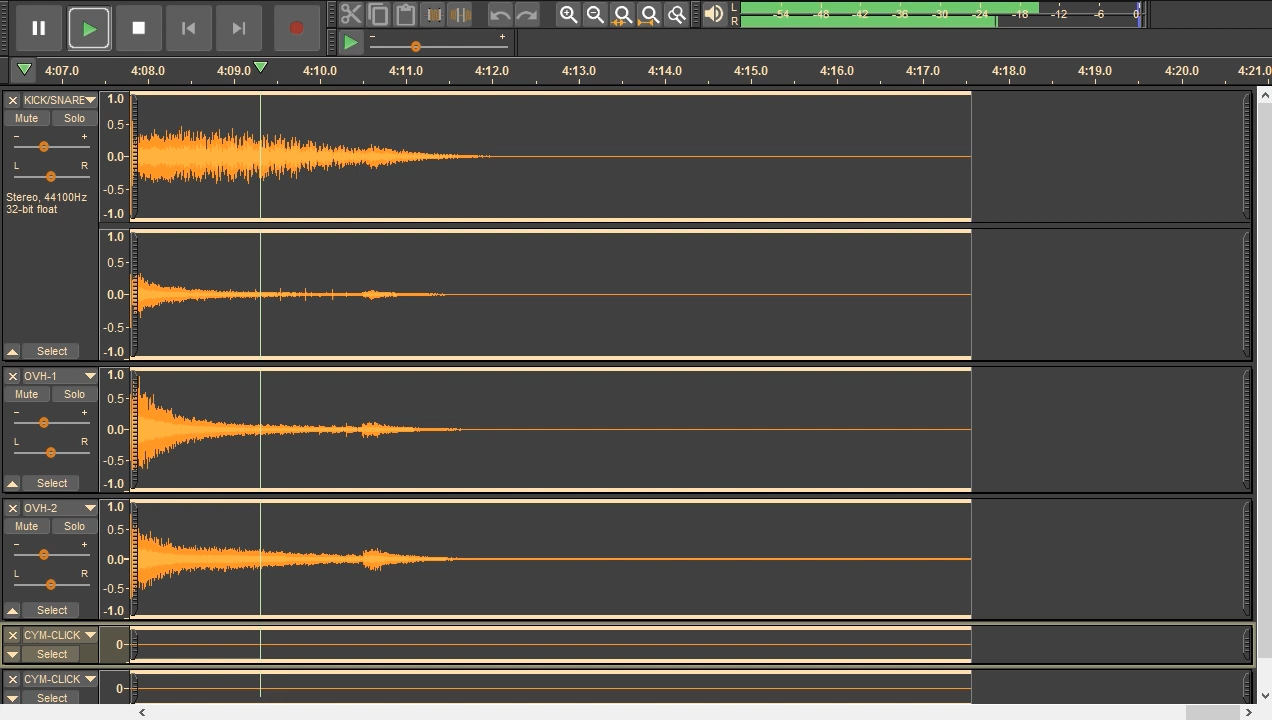 L
R
-54 -48 -42 -36 -30 -24 -18 -12 -6 0
- +
4:07.0 4:08.0 4:09.0 4:10.0 4:11.0 4:12.0 4:13.0 4:14.0 4:15.0 4:16.0 4:17.0 4:18.0 4:19.0 4:20.0 4:21.0
KICK/SNARE
Mute Solo
- +
L R
Stereo, 44100Hz
32-bit float
Select
1.0
0.5
0.0
-0.5
-1.0
1.0
0.5
0.0
-0.5
-1.0
OVH-1
Mute Solo
- +
L R
Select
1.0
0.5
0.0
-0.5
-1.0
OVH-2
Mute Solo
- +
L R
Select
1.0
0.5
0.0
-0.5
-1.0
CYM-CLICK
Select
0
CYM-CLICK
Select
0